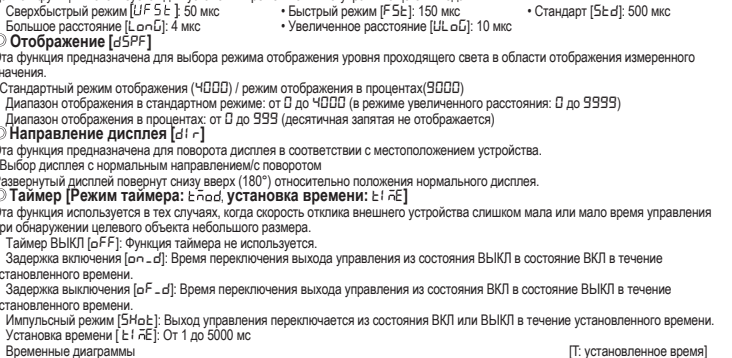 Сверхбыстрый режим [UF5t]: 50 мкс • Быстрый режим [F5t]: 150 мкс • Стандарт [5td]: 500 мкс
Большое расстояние [LonG]: 4 мкс • Увеличенное расстояние [ULoG]: 10 мкс
Отображение [dSPF]
Эта функция предназначена для выбора режима отображения уровня проходящего света в области отображения измеренного
значения.
Стандартный режим отображения (4000) / режим отображения в процентах(9000)
Диапазон отображения в стандартном режиме: от 0 до 4000 (в режиме увеличенного расстояния: 0 до 9999)
Диапазон отображения в процентах: от 0 до 999 (десятичная запятая не отображается)
Направление дисплея [dIr]
Эта функция предназначена для поворота дисплея в соответствии с местоположением устройства.
Выбор дисплея с нормальным направлением/с поворотом
Развернутый дисплей повернут снизу вверх (180°) относительно положения нормального дисплея.
Таймер [Режим таймера: tmod, установка времени: tImE]
Эта функция используется в тех случаях, когда скорость отклика внешнего устройства слишком мала или мало время управления
при обнаружении целевого объекта небольшого размера.
Таймер ВЫКЛ [oFF]: Функция таймера не используется.
Задержка включения [on_d]: Время переключения выхода управления из состояния ВЫКЛ в состояние ВКЛ в течение
установленного времени.
Задержка выключения [oF_d]: Время переключения выхода управления из состояния ВКЛ в состояние ВЫКЛ в течение
установленного времени.
Импульсный режим [SHot]: Выход управления переключается из состояния ВКЛ или ВЫКЛ в течение установленного времени.
Установка времени [tImE]: От 1 до 5000 мс
Временные диаграммы [T: установленное время]